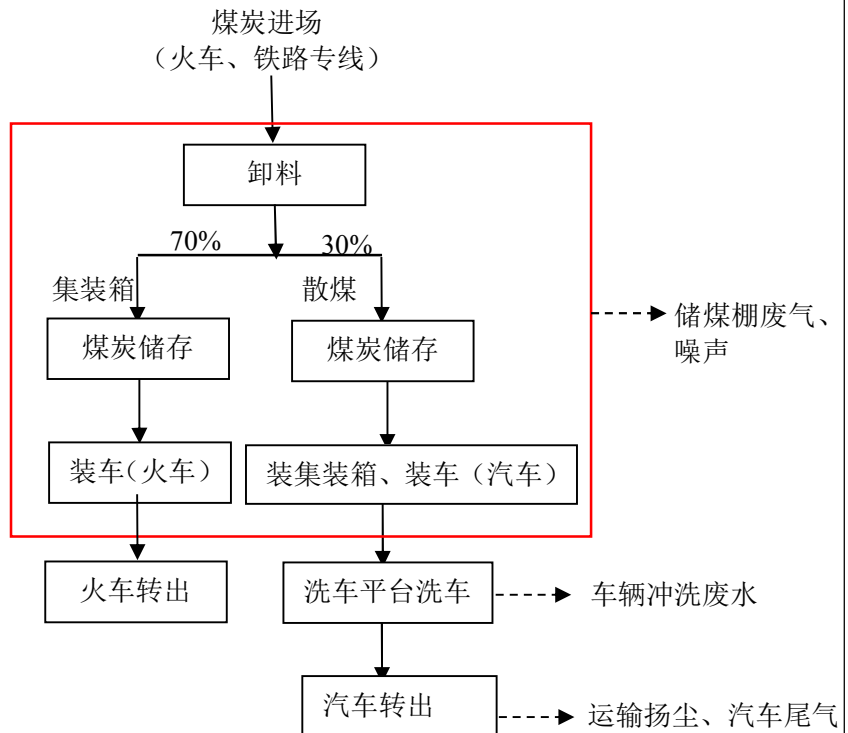 煤炭进场
（火车、铁路专线）
卸料
70%
30%
集装箱
散煤
煤炭储存
煤炭储存
储煤棚废气、
噪声
装车（火车）
装集装箱、装车（汽车）
火车转出
洗车平台洗车
车辆冲洗废水
汽车转出
运输扬尘、汽车尾气